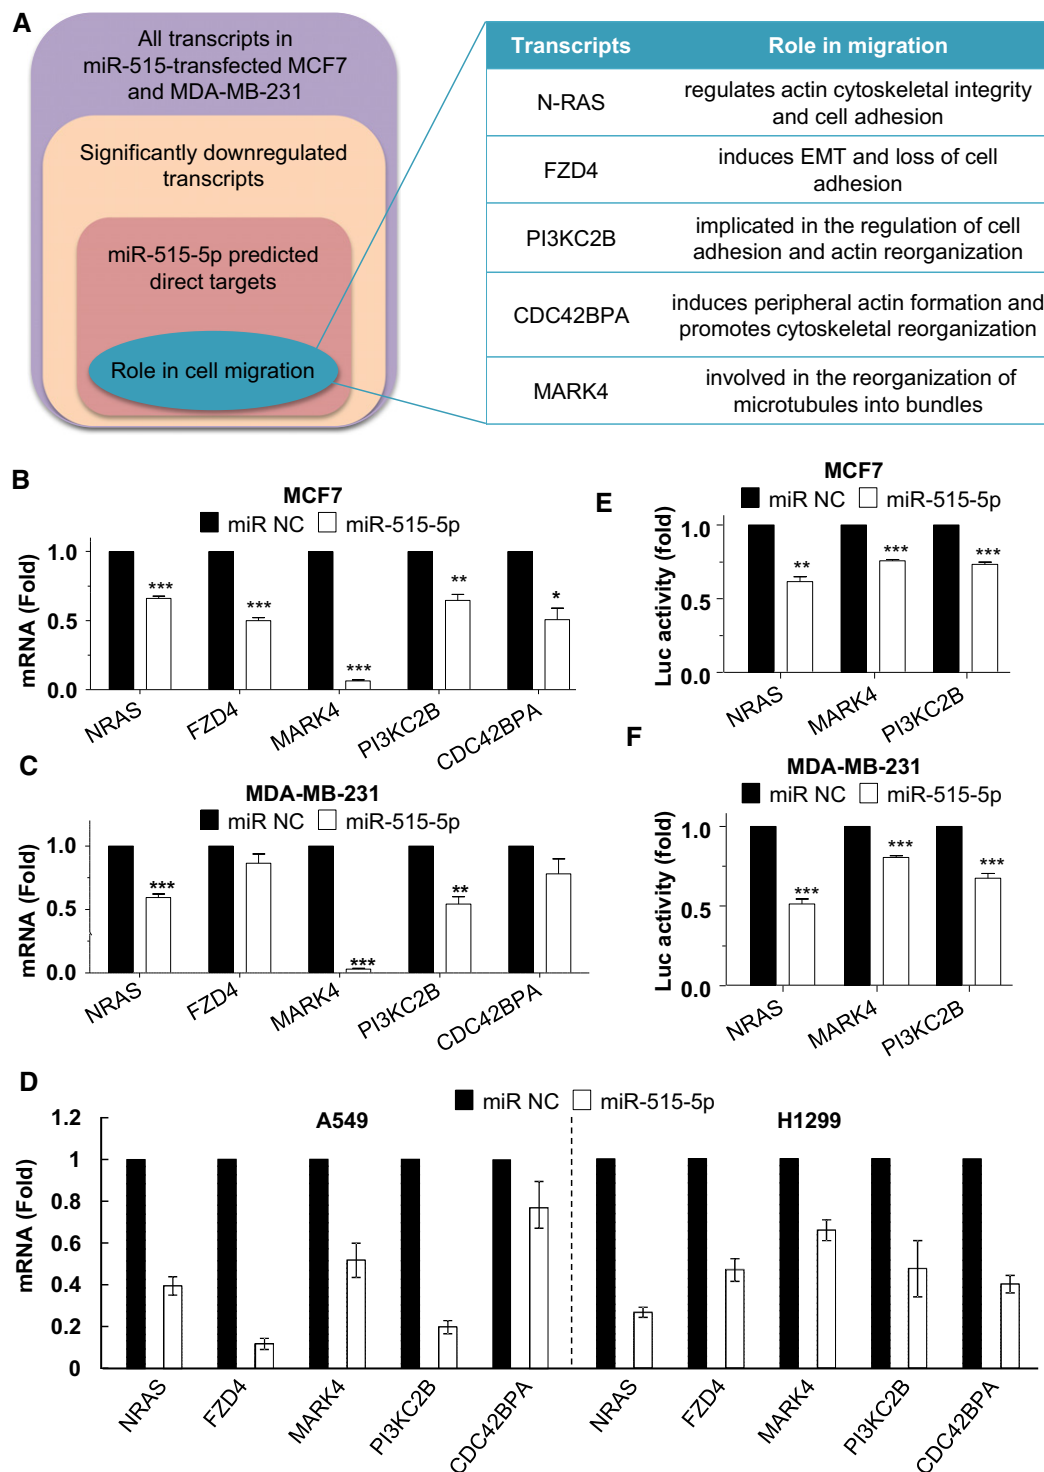 A
All transcripts in
miR-515-transfected MCF7
and MDA-MB-231
Significantly downregulated
transcripts
miR-515-5p predicted
direct targets
Role in cell migration
Transcripts Role in migration
N-RAS regulates actin cytoskeletal integrity
and cell adhesion
FZD4 induces EMT and loss of cell
adhesion
PI3KC2B implicated in the regulation of cell
adhesion and actin reorganization
CDC42BPA induces peripheral actin formation and
promotes cytoskeletal reorganization
MARK4 involved in the reorganization of
microtubules into bundles
B
MCF7
miR NC miR-515-5p
mRNA (Fold)
1.0
0.5
0.0
***
***
***
**
*
NRAS
FZD4
MARK4
PI3KC2B
CDC42BPA
C
MDA-MB-231
miR NC miR-515-5p
mRNA (Fold)
1.0
0.5
0.0
***
***
**
NRAS
FZD4
MARK4
PI3KC2B
CDC42BPA
E
MCF7
miR NC miR-515-5p
Luc activity (fold)
1.0
0.5
0.0
**
***
***
NRAS
MARK4
PI3KC2B
F
MDA-MB-231
miR NC miR-515-5p
Luc activity (fold)
1.0
0.5
0.0
***
***
***
NRAS
MARK4
PI3KC2B
D
miR NC miR-515-5p
A549 H1299
mRNA (Fold)
1.2
1
0.8
0.6
0.4
0.2
0
NRAS
FZD4
MARK4
PI3KC2B
CDC42BPA
NRAS
FZD4
MARK4
PI3KC2B
CDC42BPA